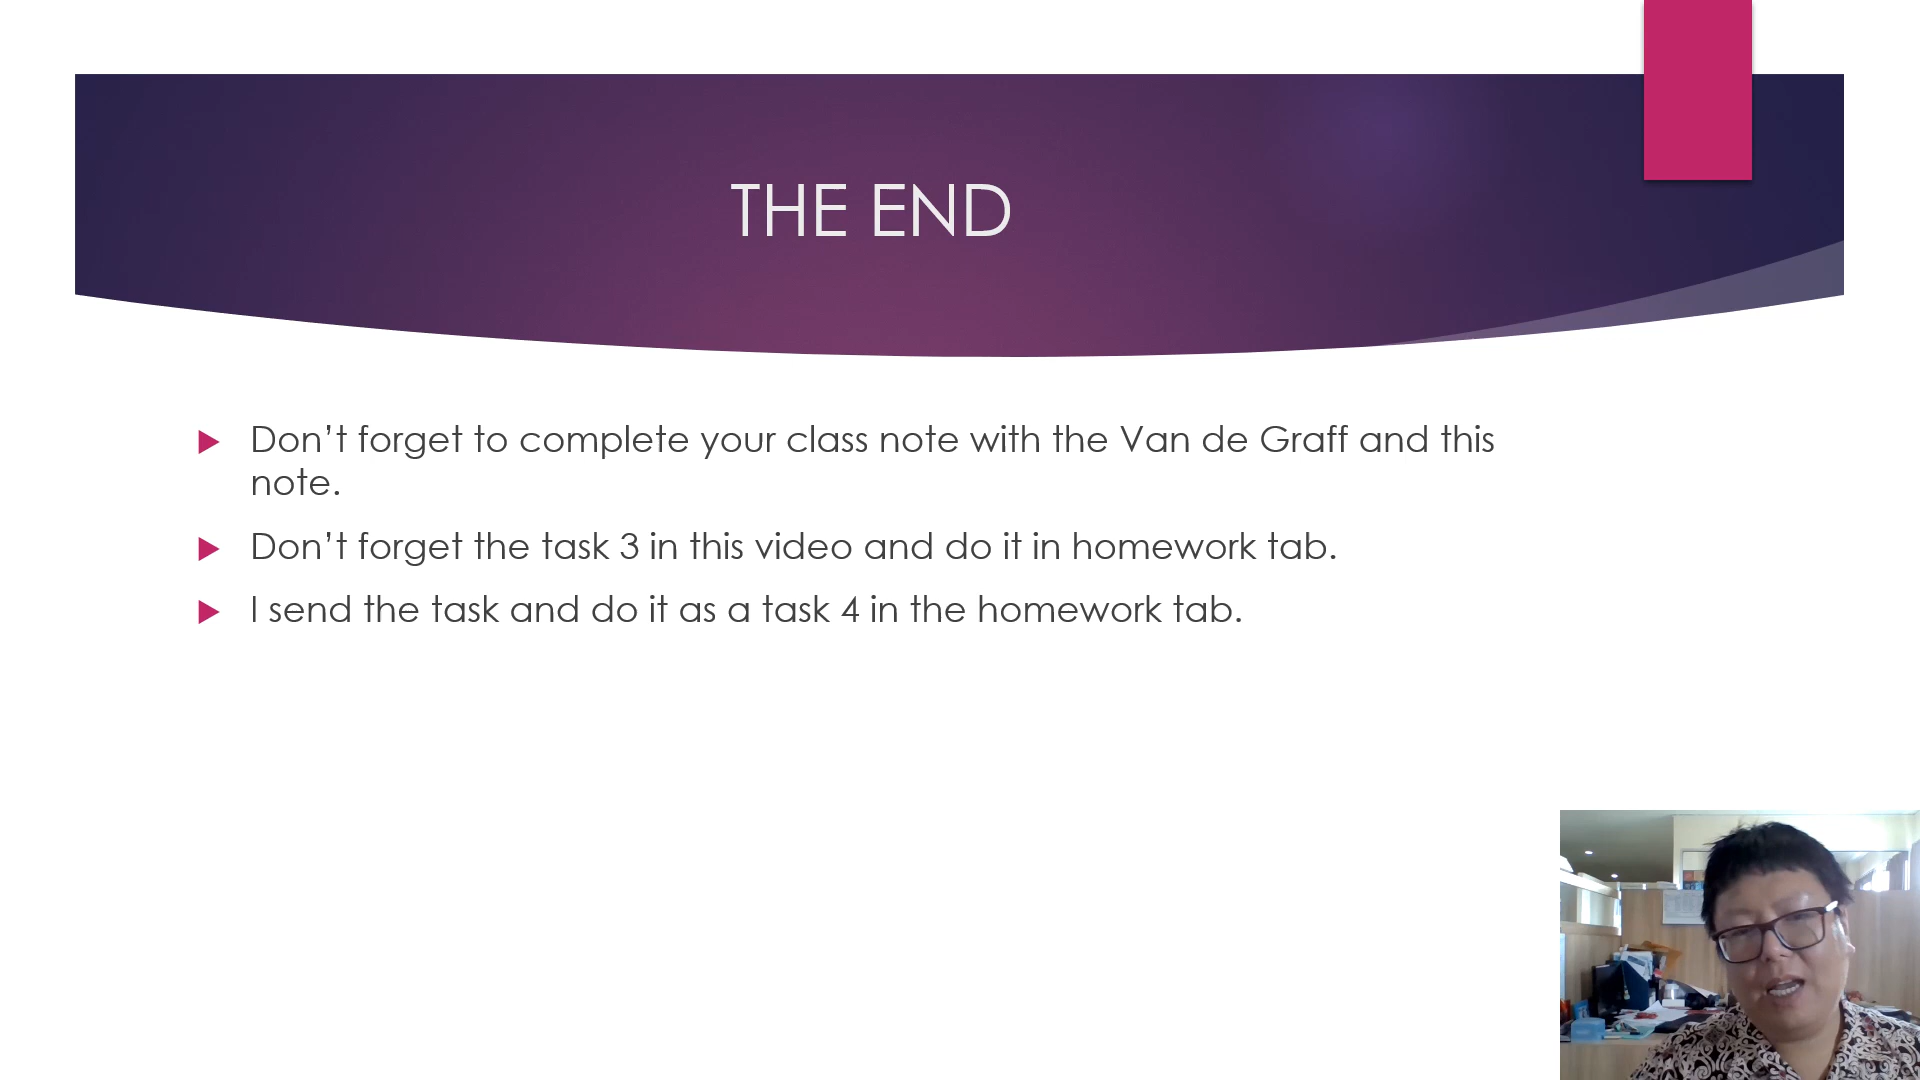 THE END
Don’t forget to complete your class note with the Van de Graff and this
note.
Don’t forget the task 3 in this video and do it in homework tab.
I send the task and do it as a task 4 in the homework tab.